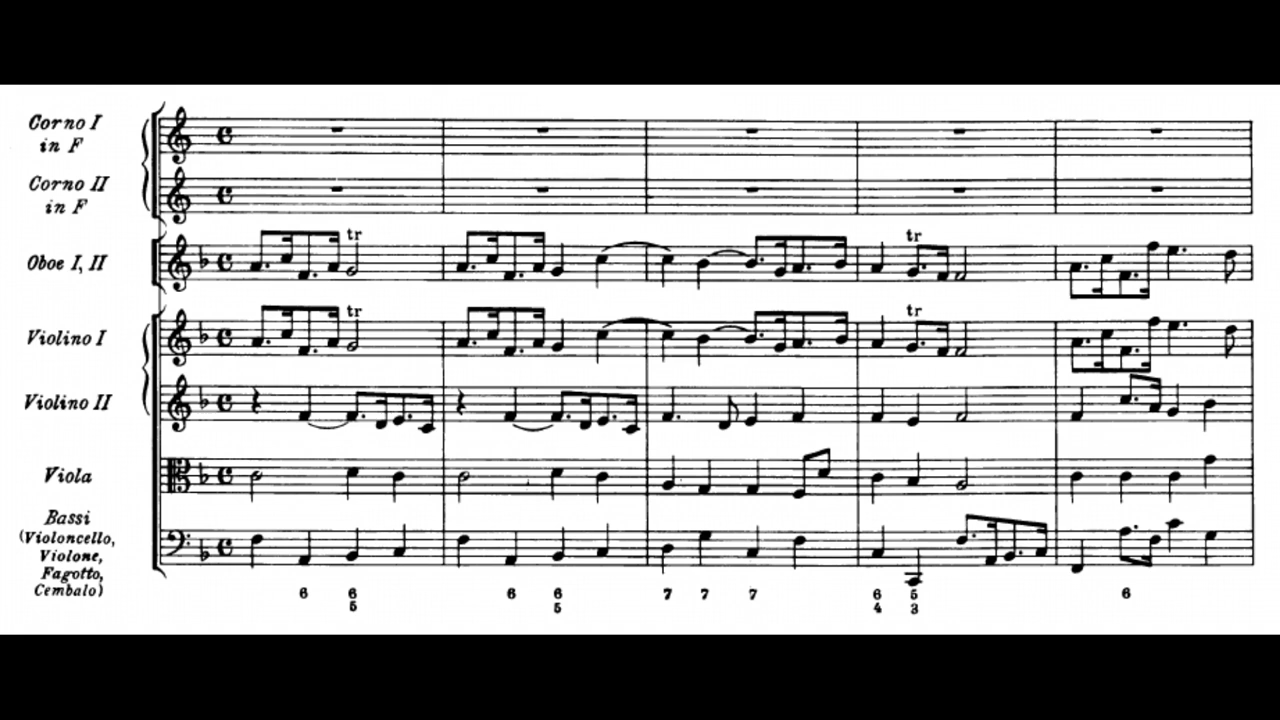 Corno I
in F
Corno II
in F
tr
tr
Oboe I, II
tr
tr
Violino I
Violino II
Viola
Bassi
(Violoncello,
Violone,
Fagotto,
Cembalo)
6 6 6 6 7 7 7 6 5 6
5 5 4 3